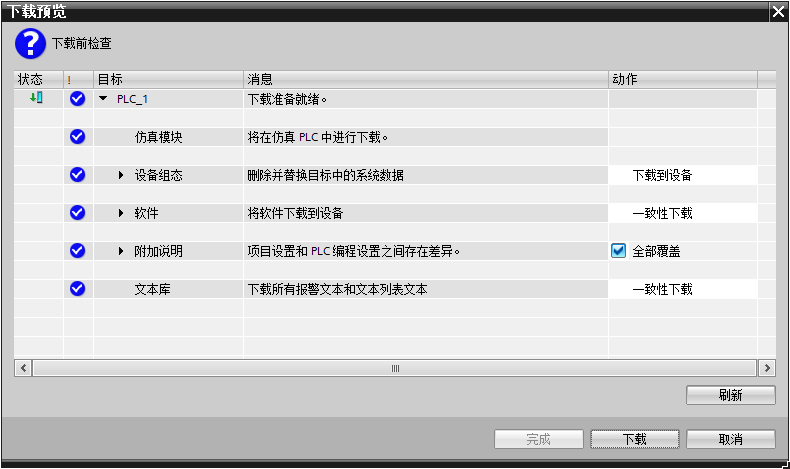 下载预览
?
下载前检查
状态 ! 目标 消息 动作
PLC_1 下载准备就绪。
仿真模块 将在仿真 PLC 中进行下载。
设备组态 删除并替换目标中的系统数据 下载到设备
软件 将软件下载到设备 一致性下载
附加说明 项目设置和 PLC 编程设置之间存在差异。 全部覆盖
文本库 下载所有报警文本和文本列表文本 一致性下载
刷新
完成 下载 取消